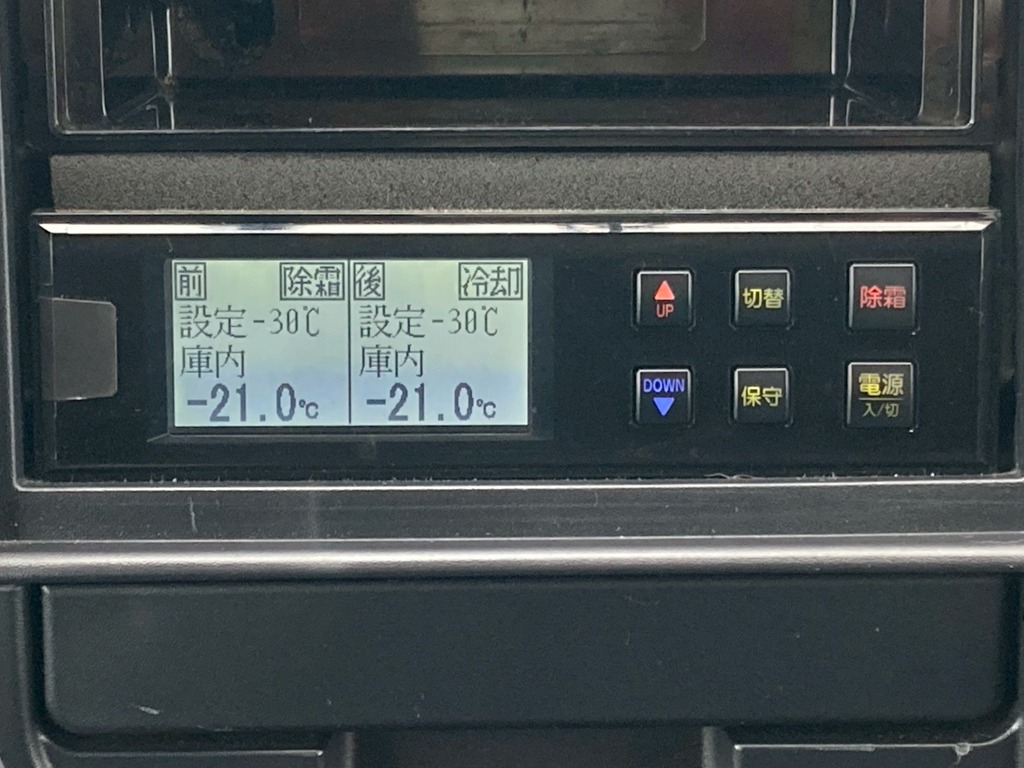 前 除霜
設定-30℃
庫内
-21.0℃
後 冷却
設定-30℃
庫内
-21.0℃
▲
UP
切替
除霜
DOWN
▼
保守
電源
入/切